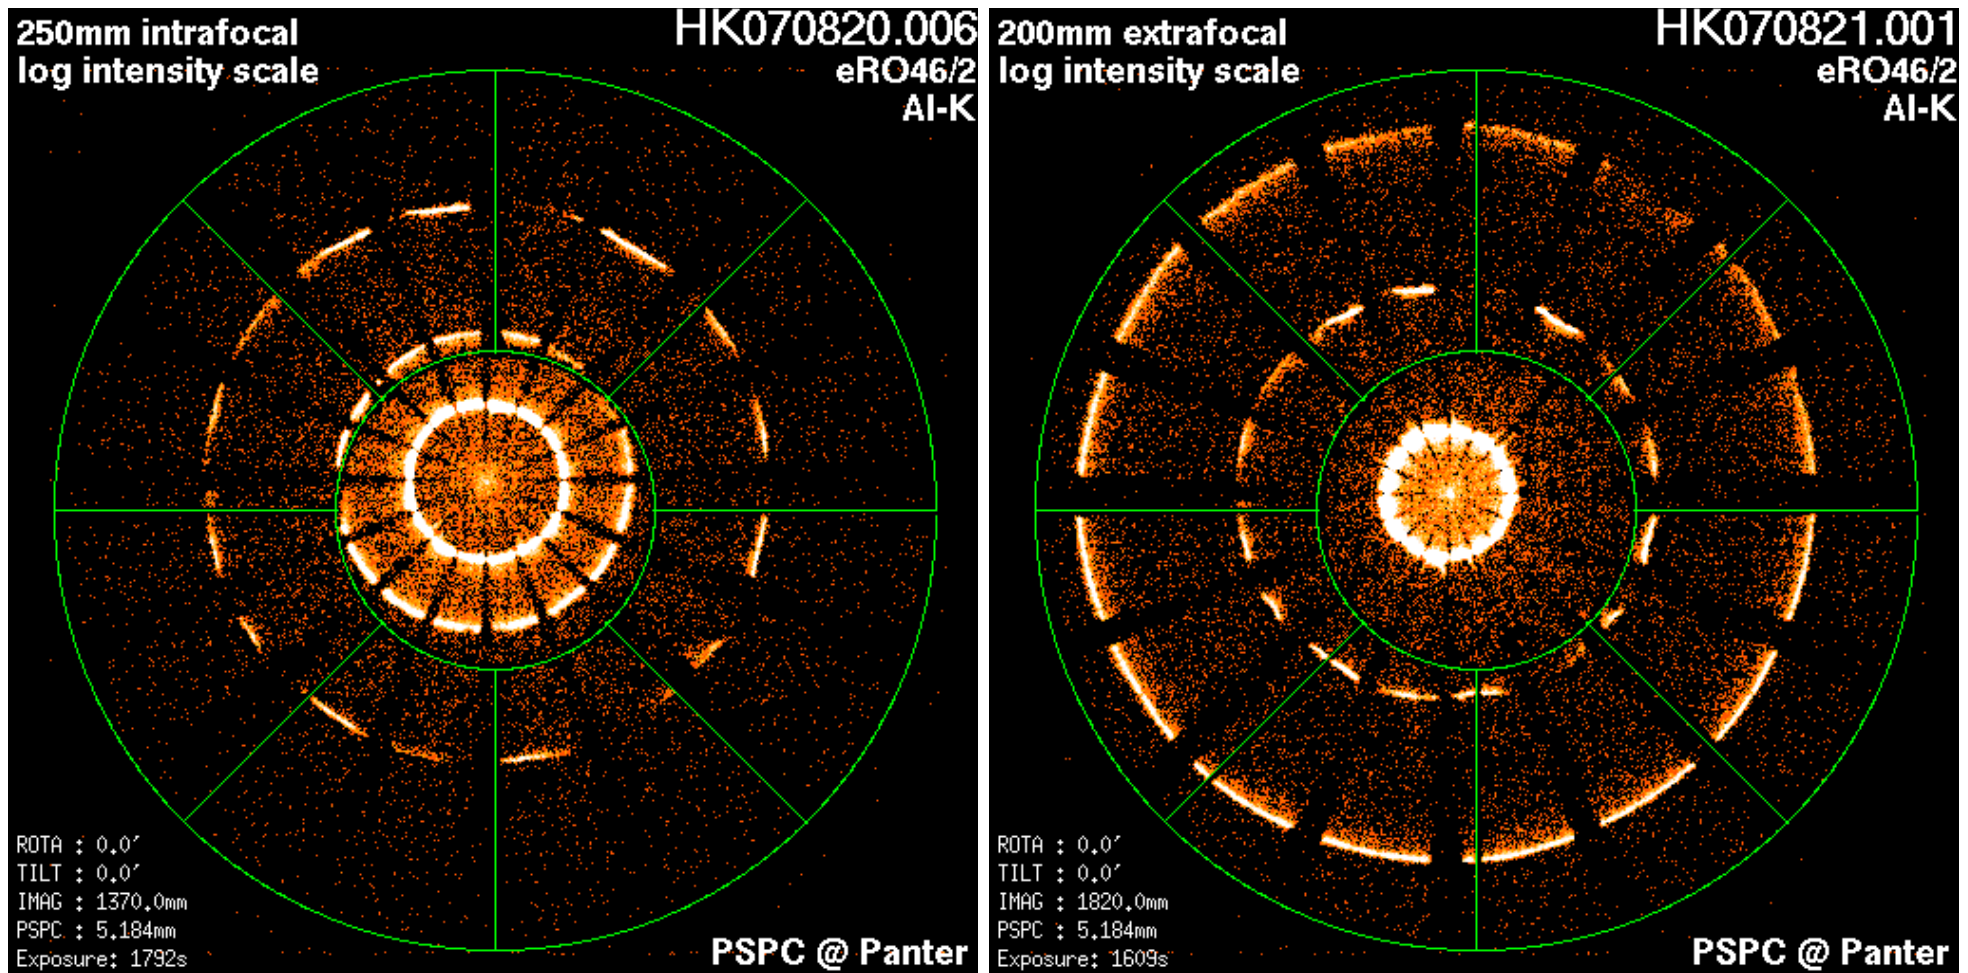 250mm intrafocal
log intensity scale
HK070820.006
eRO46/2
Al-K
ROTA : 0.0′
TILT : 0.0′
IMAG : 1370.0mm
PSPC : 5.184mm
Exposure: 1792s
PSPC @ Panter
200mm extrafocal
log intensity scale
HK070821.001
eRO46/2
Al-K
ROTA : 0.0′
TILT : 0.0′
IMAG : 1820.0mm
PSPC : 5.184mm
Exposure: 1609s
PSPC @ Panter